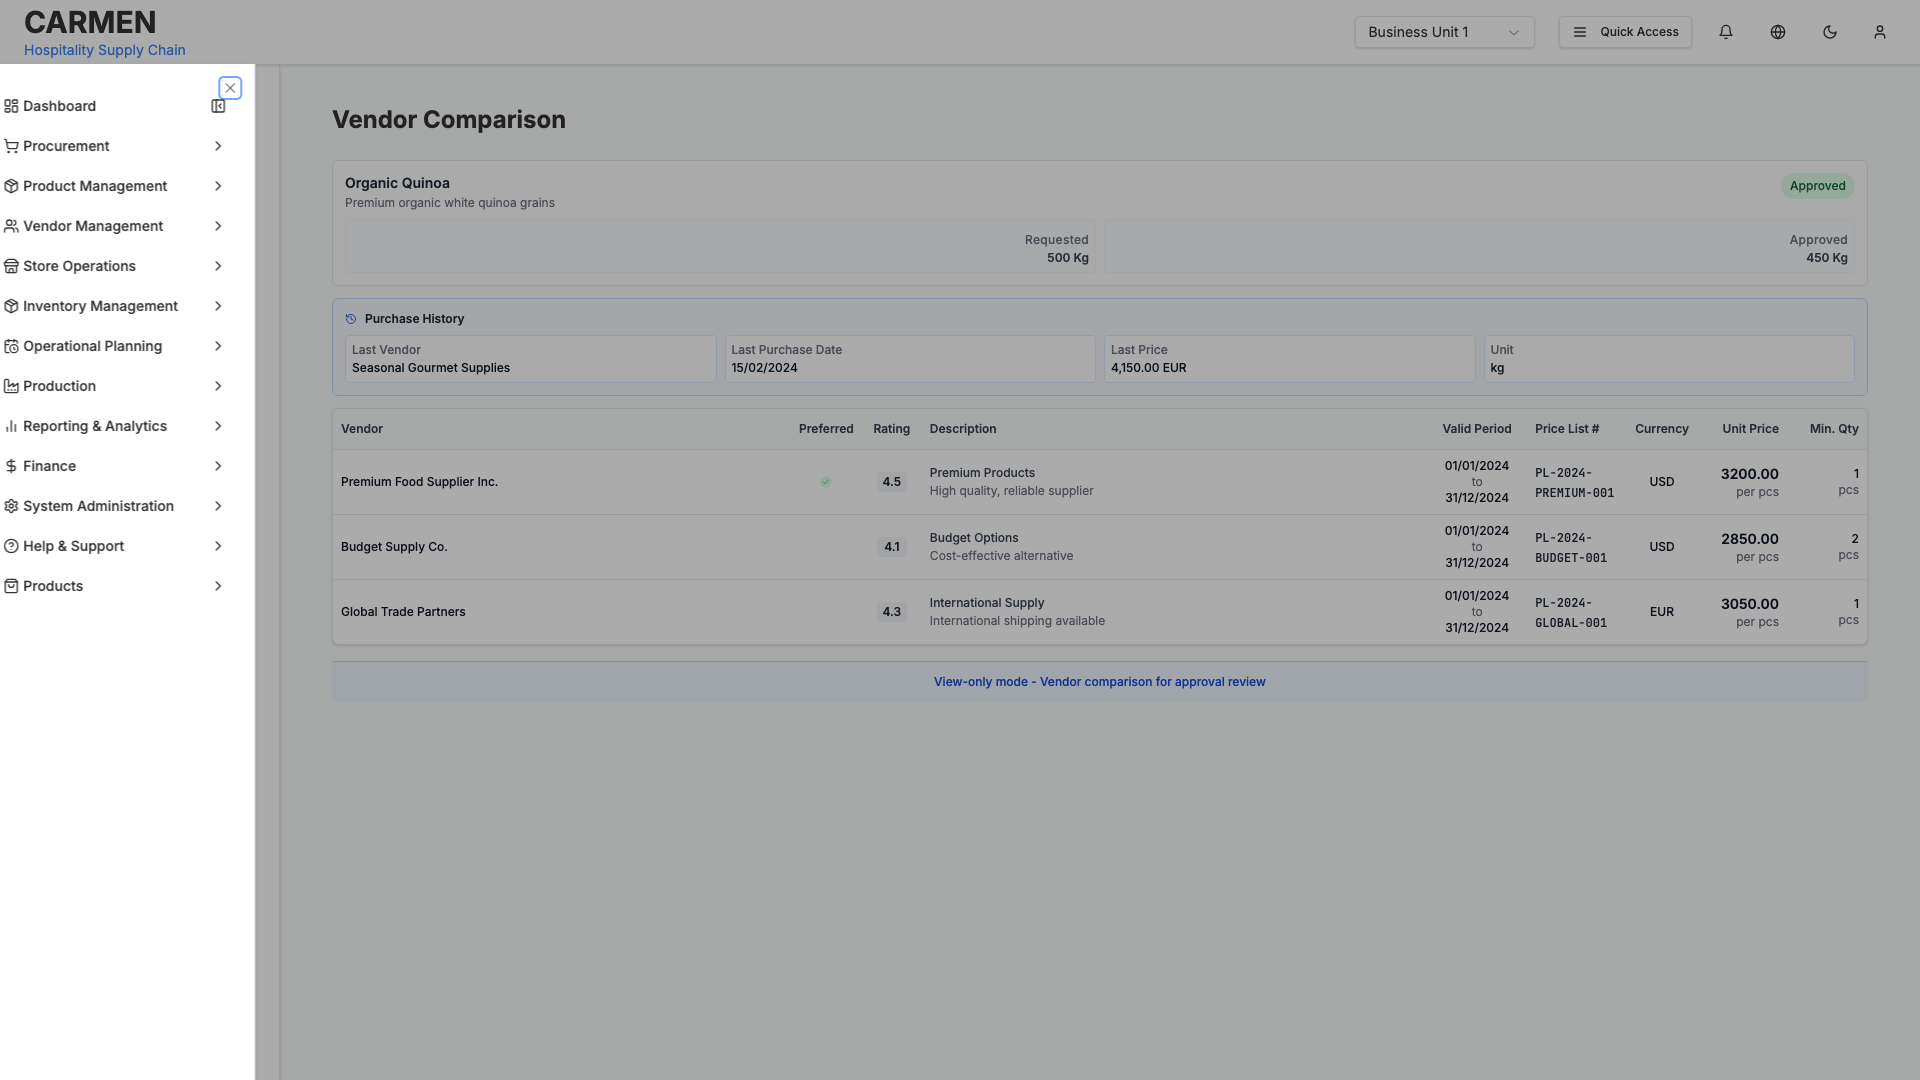 CARMEN
Hospitality Supply Chain
Business Unit 1
Quick Access
Dashboard
Procurement
Product Management
Vendor Management
Store Operations
Inventory Management
Operational Planning
Production
Reporting & Analytics
Finance
System Administration
Help & Support
Products
Vendor Comparison
Organic Quinoa
Approved
Premium organic white quinoa grains
Requested
500 Kg
Approved
450 Kg
Purchase History
Last Vendor
Seasonal Gourmet Supplies
Last Purchase Date
15/02/2024
Last Price
4,150.00 EUR
Unit
kg
Vendor Preferred Rating Description Valid Period Price List # Currency Unit Price Min. Qty
Premium Food Supplier Inc.
4.5
Premium Products
High quality, reliable supplier
01/01/2024
to
31/12/2024
PL-2024-
PREMIUM-001
USD
3200.00
per pcs
1
pcs
Budget Supply Co.
4.1
Budget Options
Cost-effective alternative
01/01/2024
to
31/12/2024
PL-2024-
BUDGET-001
USD
2850.00
per pcs
2
pcs
Global Trade Partners
4.3
International Supply
International shipping available
01/01/2024
to
31/12/2024
PL-2024-
GLOBAL-001
EUR
3050.00
per pcs
1
pcs
View-only mode - Vendor comparison for approval review